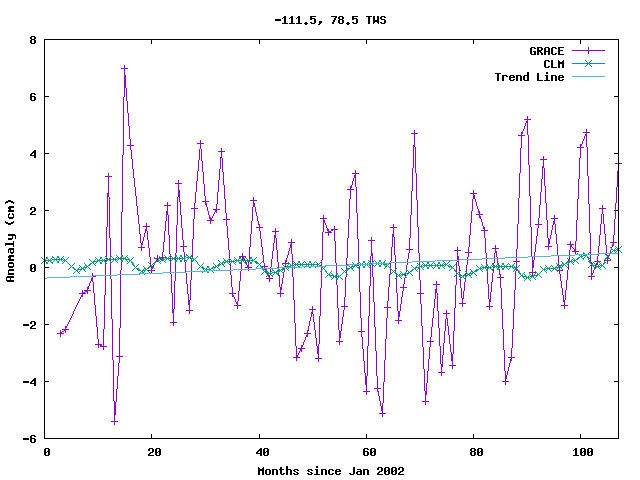 -111.5, 78.5 TWS
GRACE
CLM
Trend Line
8
6
4
2
0
-2
-4
-6
Anomaly (cm)
0 20 40 60 80 100
Months since Jan 2002